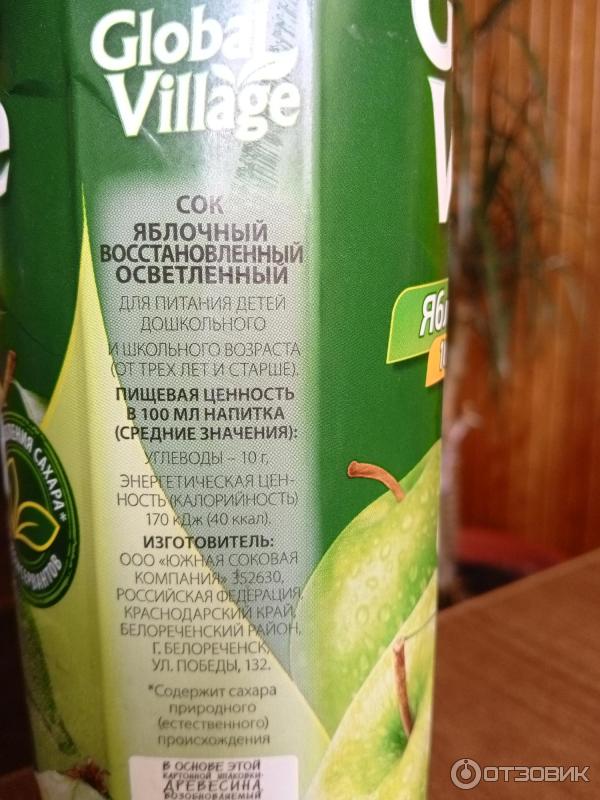 Global
Village
СОК
ЯБЛОЧНЫЙ
ВОССТАНОВЛЕННЫЙ
ОСВЕТЛЕННЫЙ
ДЛЯ ПИТАНИЯ ДЕТЕЙ
ДОШКОЛЬНОГО
И ШКОЛЬНОГО ВОЗРАСТА
(ОТ ТРЕХ ЛЕТ И СТАРШЕ).
ПИЩЕВАЯ ЦЕННОСТЬ
В 100 МЛ НАПИТКА
(СРЕДНИЕ ЗНАЧЕНИЯ):
УГЛЕВОДЫ – 10 г,
ЭНЕРГЕТИЧЕСКАЯ ЦЕН-
НОСТЬ (КАЛОРИЙНОСТЬ)
170 кДж (40 ккал).
ИЗГОТОВИТЕЛЬ:
ООО «ЮЖНАЯ СОКОВАЯ
КОМПАНИЯ» 352630,
РОССИЙСКАЯ ФЕДЕРАЦИЯ,
КРАСНОДАРСКИЙ КРАЙ,
БЕЛОРЕЧЕНСКИЙ РАЙОН,
Г. БЕЛОРЕЧЕНСК,
УЛ. ПОБЕДЫ, 132.
*Содержит сахара
природного
(естественного)
происхождения
В ОСНОВЕ ЭТОЙ
КАРТОННОЙ УПАКОВКИ-
ДРЕВЕСИНА,
ВОЗОБНОВЛЯЕМЫЙ
САХАРА*
Ябл
ОТЗОВИК